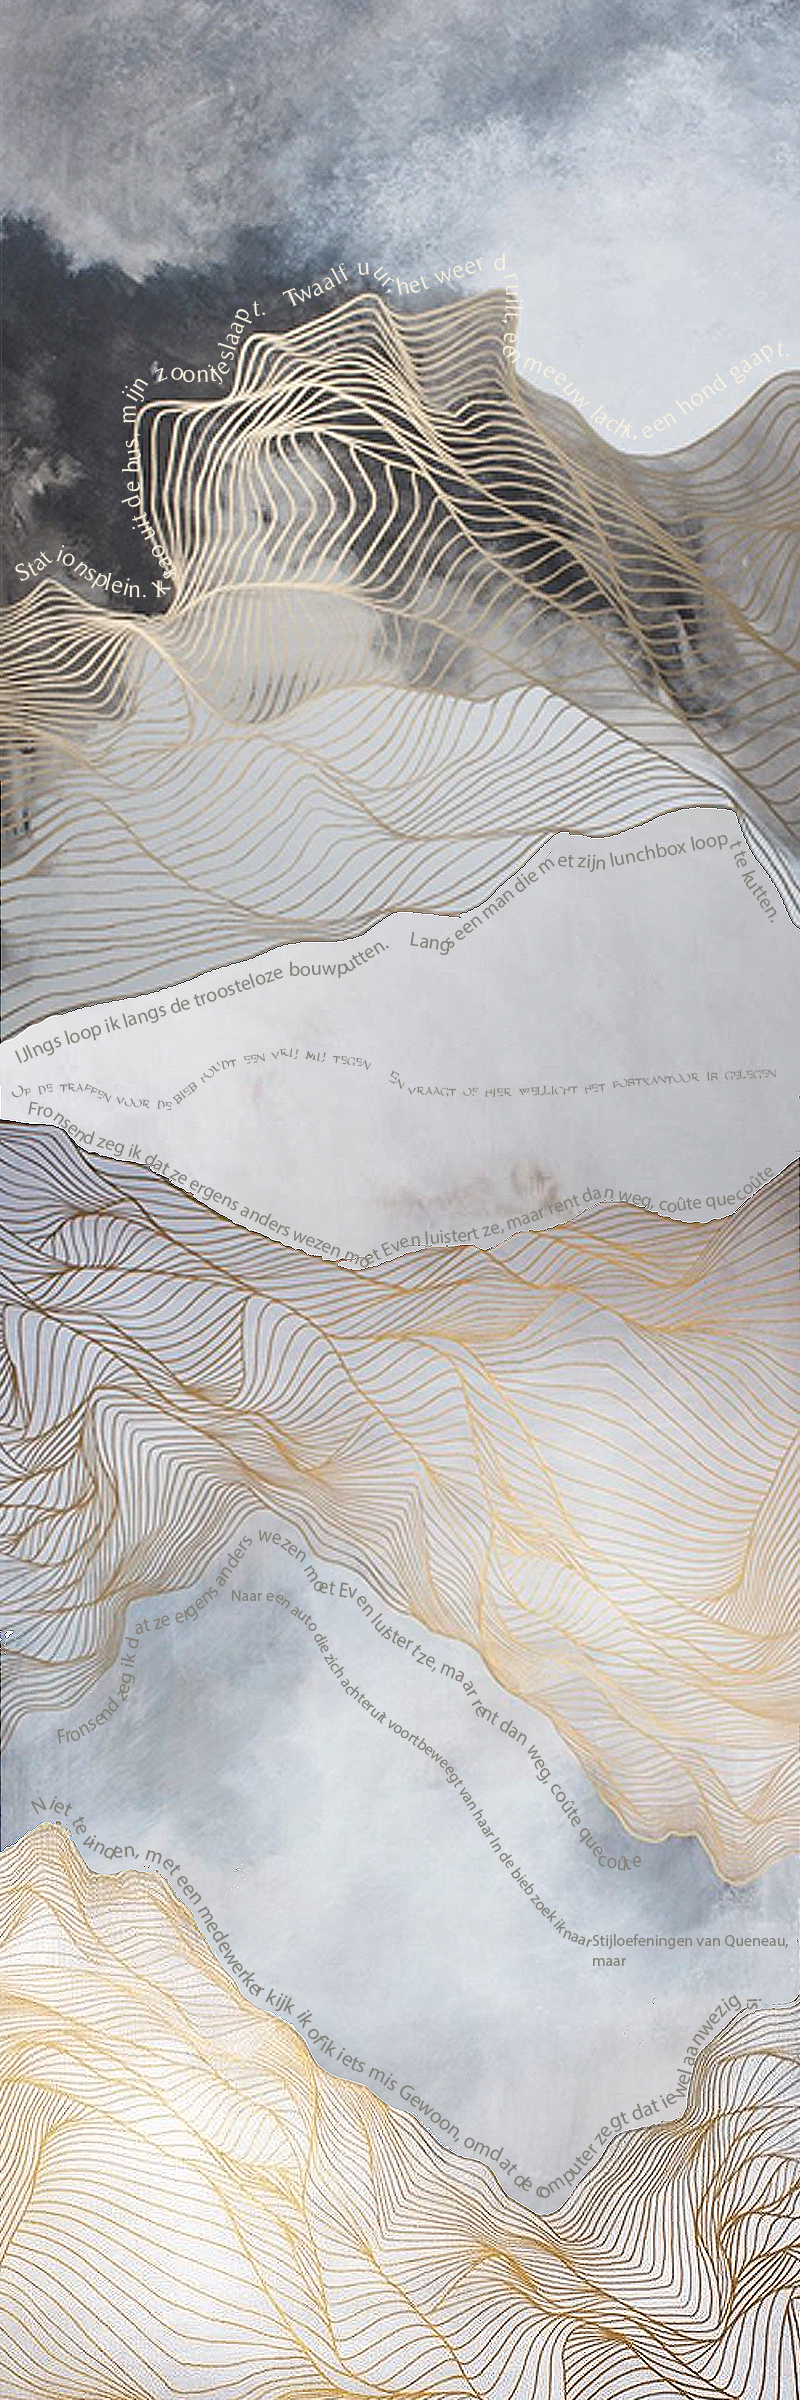 Stationsplein. Ik stap uit de bus, mijn zoontje slaapt. Twaalf uur, het weer druilt, een meeuw lacht, een hond gaapt.
IJlngs loop ik langs de troosteloze bouwputten. Langs een man die met zijn lunchbox loopt te kutten.
OP DE TRAPPEN VOOR DE BIEB HOUDT EEN VRIJ MIJ TEGEN EN VRAAGT OF HIER WELLICHT HET POSTKANTOOR IS GELEGEN
Fronsend zeg ik dat ze ergens anders wezen moet Even luistert ze, maar rent dan weg, coûte quecoûte
Fronsend zeg ik dat ze ergens anders wezen moet Even luistert ze, maar rent dan weg, coûte quecoûte
Naar een auto die zich achteruit voortbeweegt van haar In de bieb zoek ik naar Stijloefeningen van Queneau,
maar
Niet te vinden, met een medewerker kijk ik of ik iets mis Gewoon, omdat de computer zegt dat ie wel aanwezig is